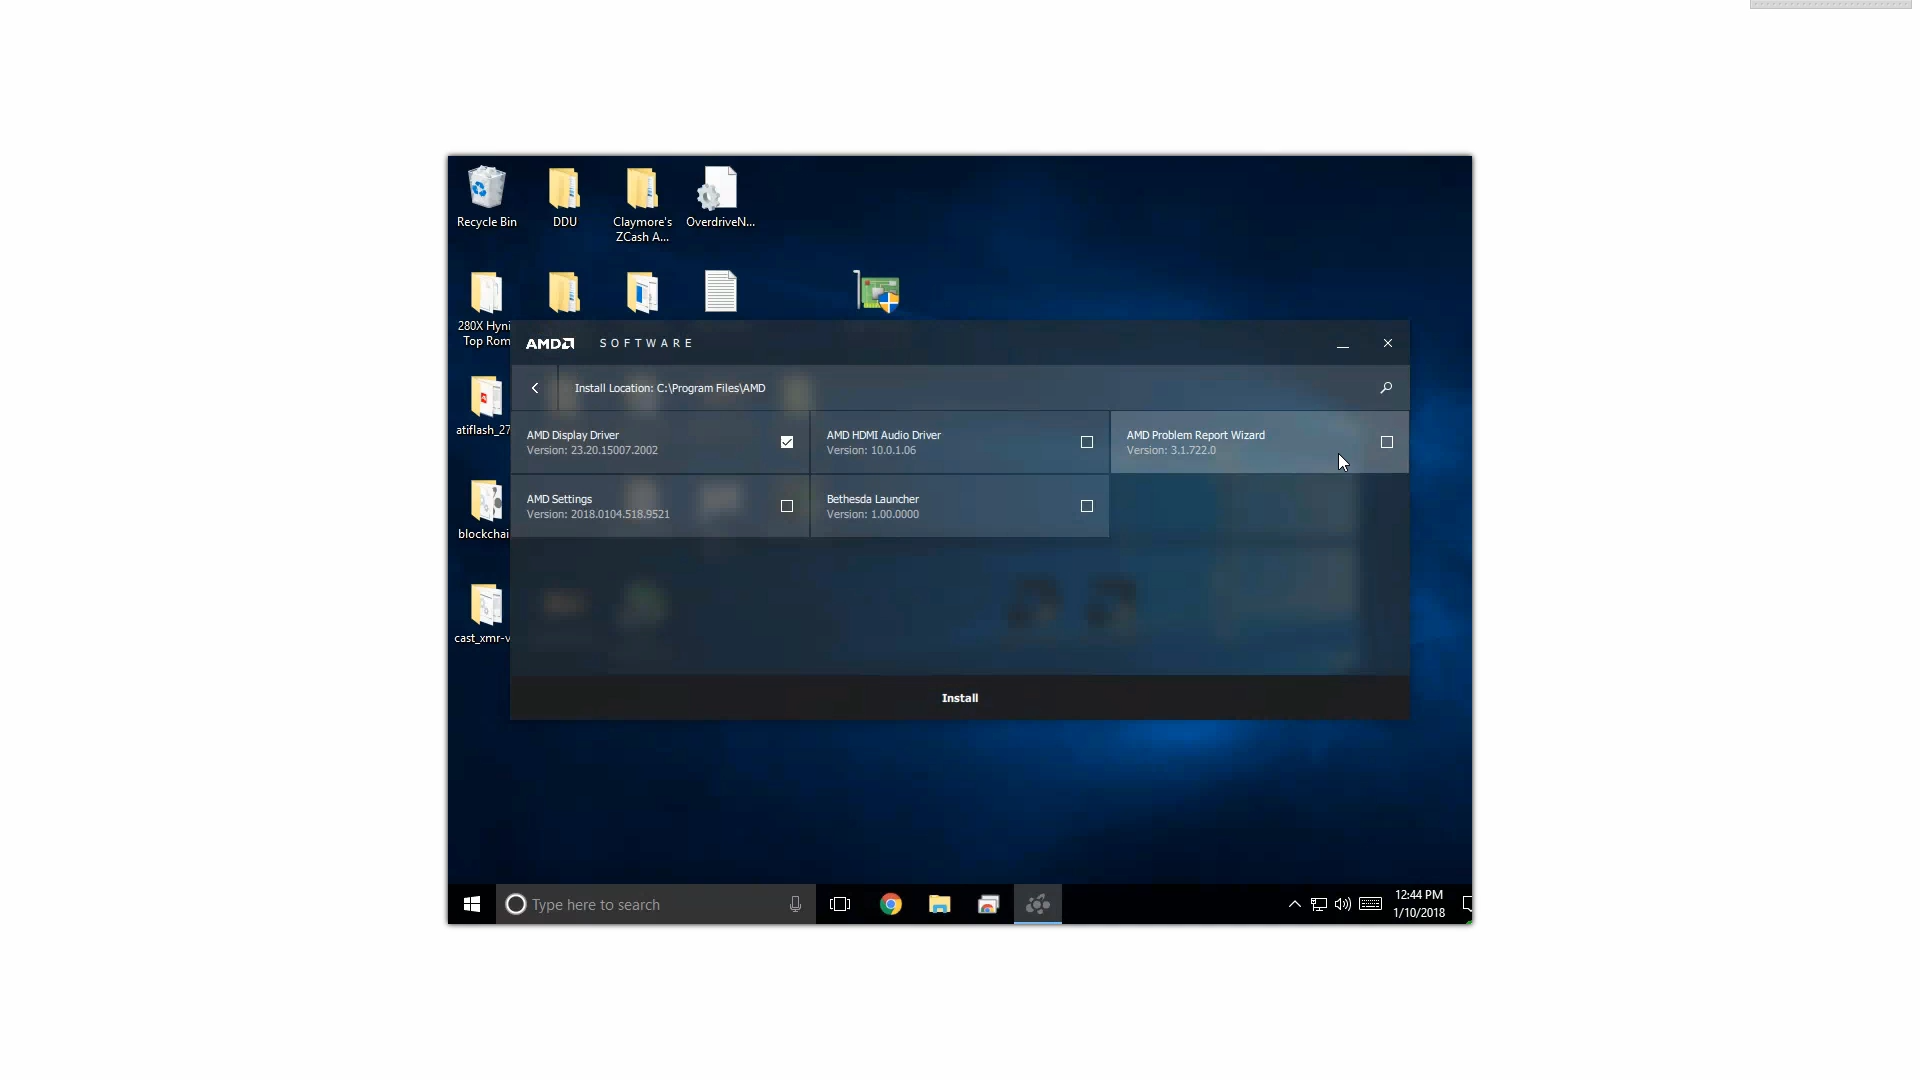 Recycle Bin
DDU
Claymore's
ZCash A...
OverdriveN...
280X Hyni
Top Rom
atiflash_27
blockchai
cast_xmr-v
AMD
SOFTWARE
Install Location: C:\Program Files\AMD
AMD Display Driver
Version: 23.20.15007.2002
AMD HDMI Audio Driver
Version: 10.0.1.06
AMD Problem Report Wizard
Version: 3.1.722.0
AMD Settings
Version: 2018.0104.518.9521
Bethesda Launcher
Version: 1.00.0000
Install
Type here to search
12:44 PM
1/10/2018